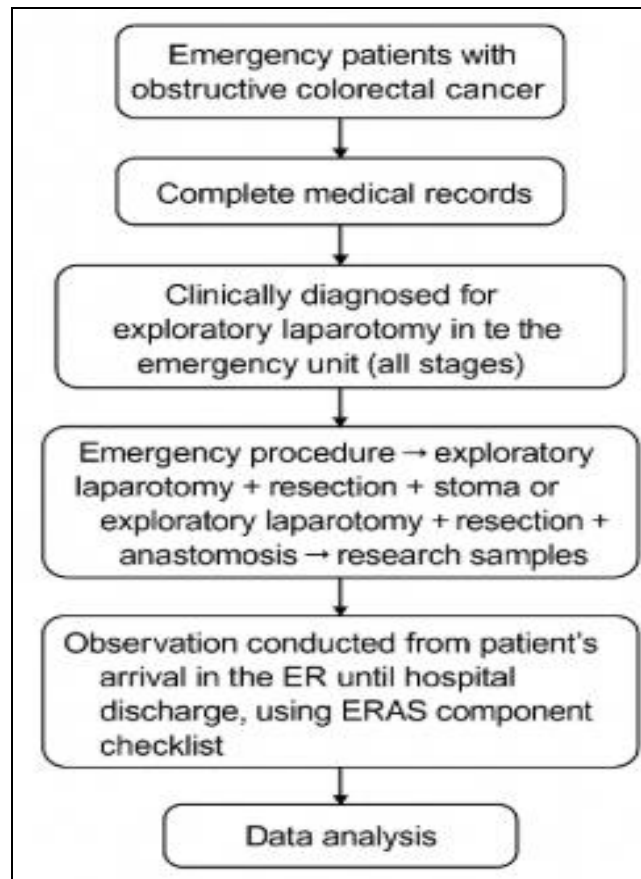 Emergency patients with
obstructive colorectal cancer
Complete medical records
Clinically diagnosed for
exploratory laparotomy in te the
emergency unit (all stages)
Emergency procedure → exploratory
laparotomy + resection + stoma or
exploratory laparotomy + resection +
anastomosis → research samples
Observation conducted from patient's
arrival in the ER until hospital
discharge, using ERAS component
checklist
Data analysis